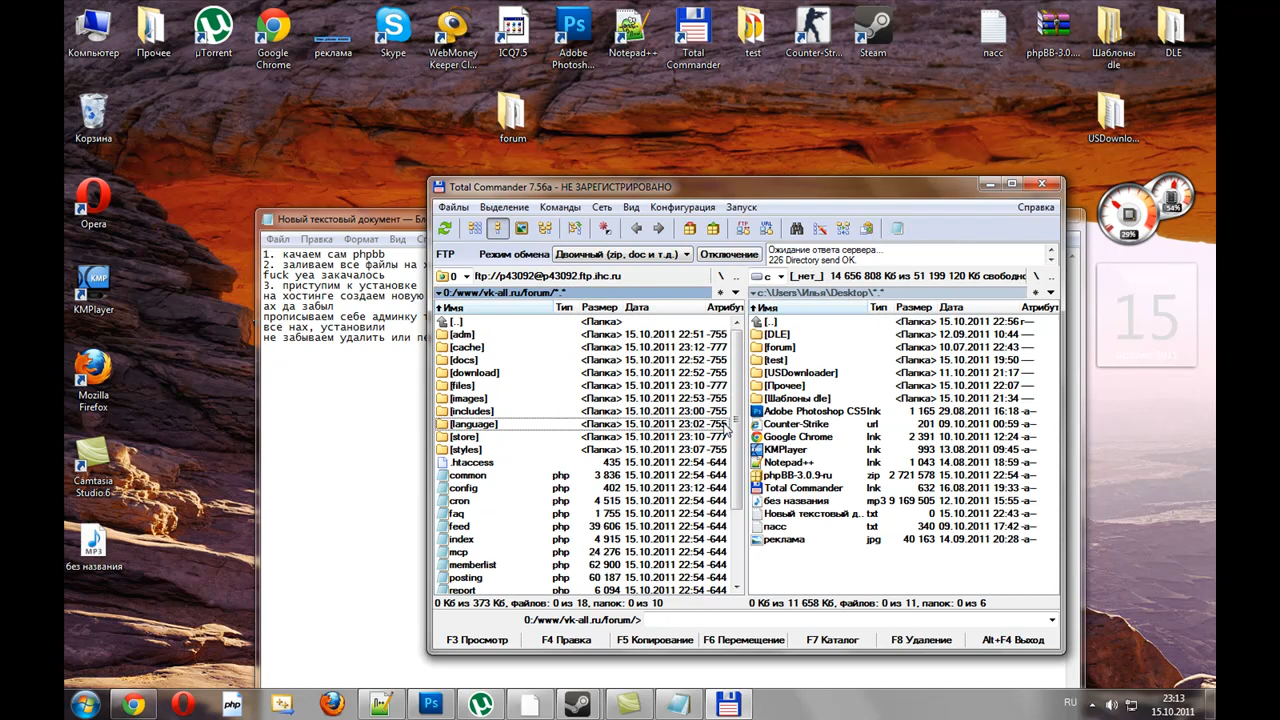 Компьютер
Прочее
µTorrent
Google Chrome
реклама
Skype
WebMoney Keeper Cl...
ICQ7.5
Adobe Photosh...
Notepad++
Total Commander
test
Counter-Str...
Steam
пасс
phpBB-3.0....
Шаблоны dle
DLE
Корзина
forum
USDownlo...
Opera
KMPlayer
Mozilla Firefox
Camtasia Studio 6
без названия
Новый текстовый документ — Бл
Файл Правка Формат Вид
1. качаем сам phpbb
2. заливаем все файлы на х
fuck yea закачалось
3. приступим к установке
на хостинге создаем новую
ах да забыл
прописываем себе админку
все нах, установили
не забываем удалить или пе
Total Commander 7.56a - НЕ ЗАРЕГИСТРИРОВАНО
Файлы Выделение Команды Сеть Вид Конфигурация Запуск Справка
FTP Режим обмена Двоичный (zip, doc и т.д.) Отключение
Ожидание ответа сервера...
226 Directory send OK.
0 ftp://p43092@p43092.ftp.ihc.ru \ ..
c [_нет_] 14 656 808 Кб из 51 199 120 Кб свободно \ ..
0:/www/vk-all.ru/forum/*.*
c:\Users\Илья\Desktop\*.*
Имя Тип Размер Дата Атрибут
[..] <Папка>
[adm] <Папка> 15.10.2011 22:51 -755
[cache] <Папка> 15.10.2011 23:12 -777
[docs] <Папка> 15.10.2011 22:52 -755
[download] <Папка> 15.10.2011 22:52 -755
[files] <Папка> 15.10.2011 23:10 -777
[images] <Папка> 15.10.2011 22:53 -755
[includes] <Папка> 15.10.2011 23:00 -755
[language] <Папка> 15.10.2011 23:02 -755
[store] <Папка> 15.10.2011 23:10 -777
[styles] <Папка> 15.10.2011 23:07 -755
.htaccess 435 15.10.2011 22:54 -644
common php 3 836 15.10.2011 22:54 -644
config php 402 15.10.2011 23:12 -644
cron php 4 515 15.10.2011 22:54 -644
faq php 1 755 15.10.2011 22:54 -644
feed php 39 606 15.10.2011 22:54 -644
index php 4 915 15.10.2011 22:54 -644
mcp php 24 276 15.10.2011 22:54 -644
memberlist php 62 900 15.10.2011 22:54 -644
posting php 60 187 15.10.2011 22:54 -644
report php 6 094 15.10.2011 22:54 -644
0 Кб из 373 Кб, файлов: 0 из 18, папок: 0 из 10
Имя Тип Размер Дата Атрибут
[..] <Папка> 15.10.2011 22:56 r—
[DLE] <Папка> 12.09.2011 10:44 —
[forum] <Папка> 10.07.2011 22:43 —
[test] <Папка> 15.10.2011 19:50 —
[USDownloader] <Папка> 11.10.2011 21:17 —
[Прочее] <Папка> 15.10.2011 22:07 —
[Шаблоны dle] <Папка> 15.10.2011 21:34 —
Adobe Photoshop CS5 lnk 1 165 29.08.2011 16:18 -a—
Counter-Strike url 201 09.10.2011 00:59 -a—
Google Chrome lnk 2 391 10.10.2011 12:24 -a—
KMPlayer lnk 993 13.08.2011 09:45 -a—
Notepad++ lnk 1 043 14.08.2011 18:59 -a—
phpBB-3.0.9-ru zip 2 721 578 15.10.2011 22:54 -a—
Total Commander lnk 632 16.08.2011 19:33 -a—
без названия mp3 9 169 505 12.10.2011 15:55 -a—
Новый текстовый д.. txt 0 15.10.2011 22:43 -a—
пасс txt 340 09.10.2011 17:42 -a—
реклама jpg 40 163 14.09.2011 20:28 -a—
0 Кб из 11 658 Кб, файлов: 0 из 11, папок: 0 из 6
0:/www/vk-all.ru/forum/>
F3 Просмотр F4 Правка F5 Копирование F6 Перемещение F7 Каталог F8 Удаление Alt+F4 Выход
29%
54%
15
php
Ps
RU
23:13
15.10.2011